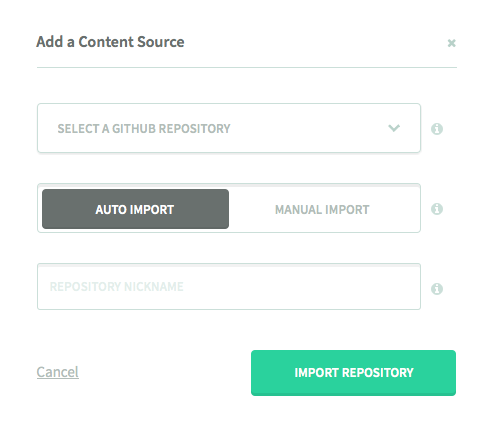 Add a Content Source
SELECT A GITHUB REPOSITORY
AUTO IMPORT
MANUAL IMPORT
REPOSITORY NICKNAME
Cancel
IMPORT REPOSITORY